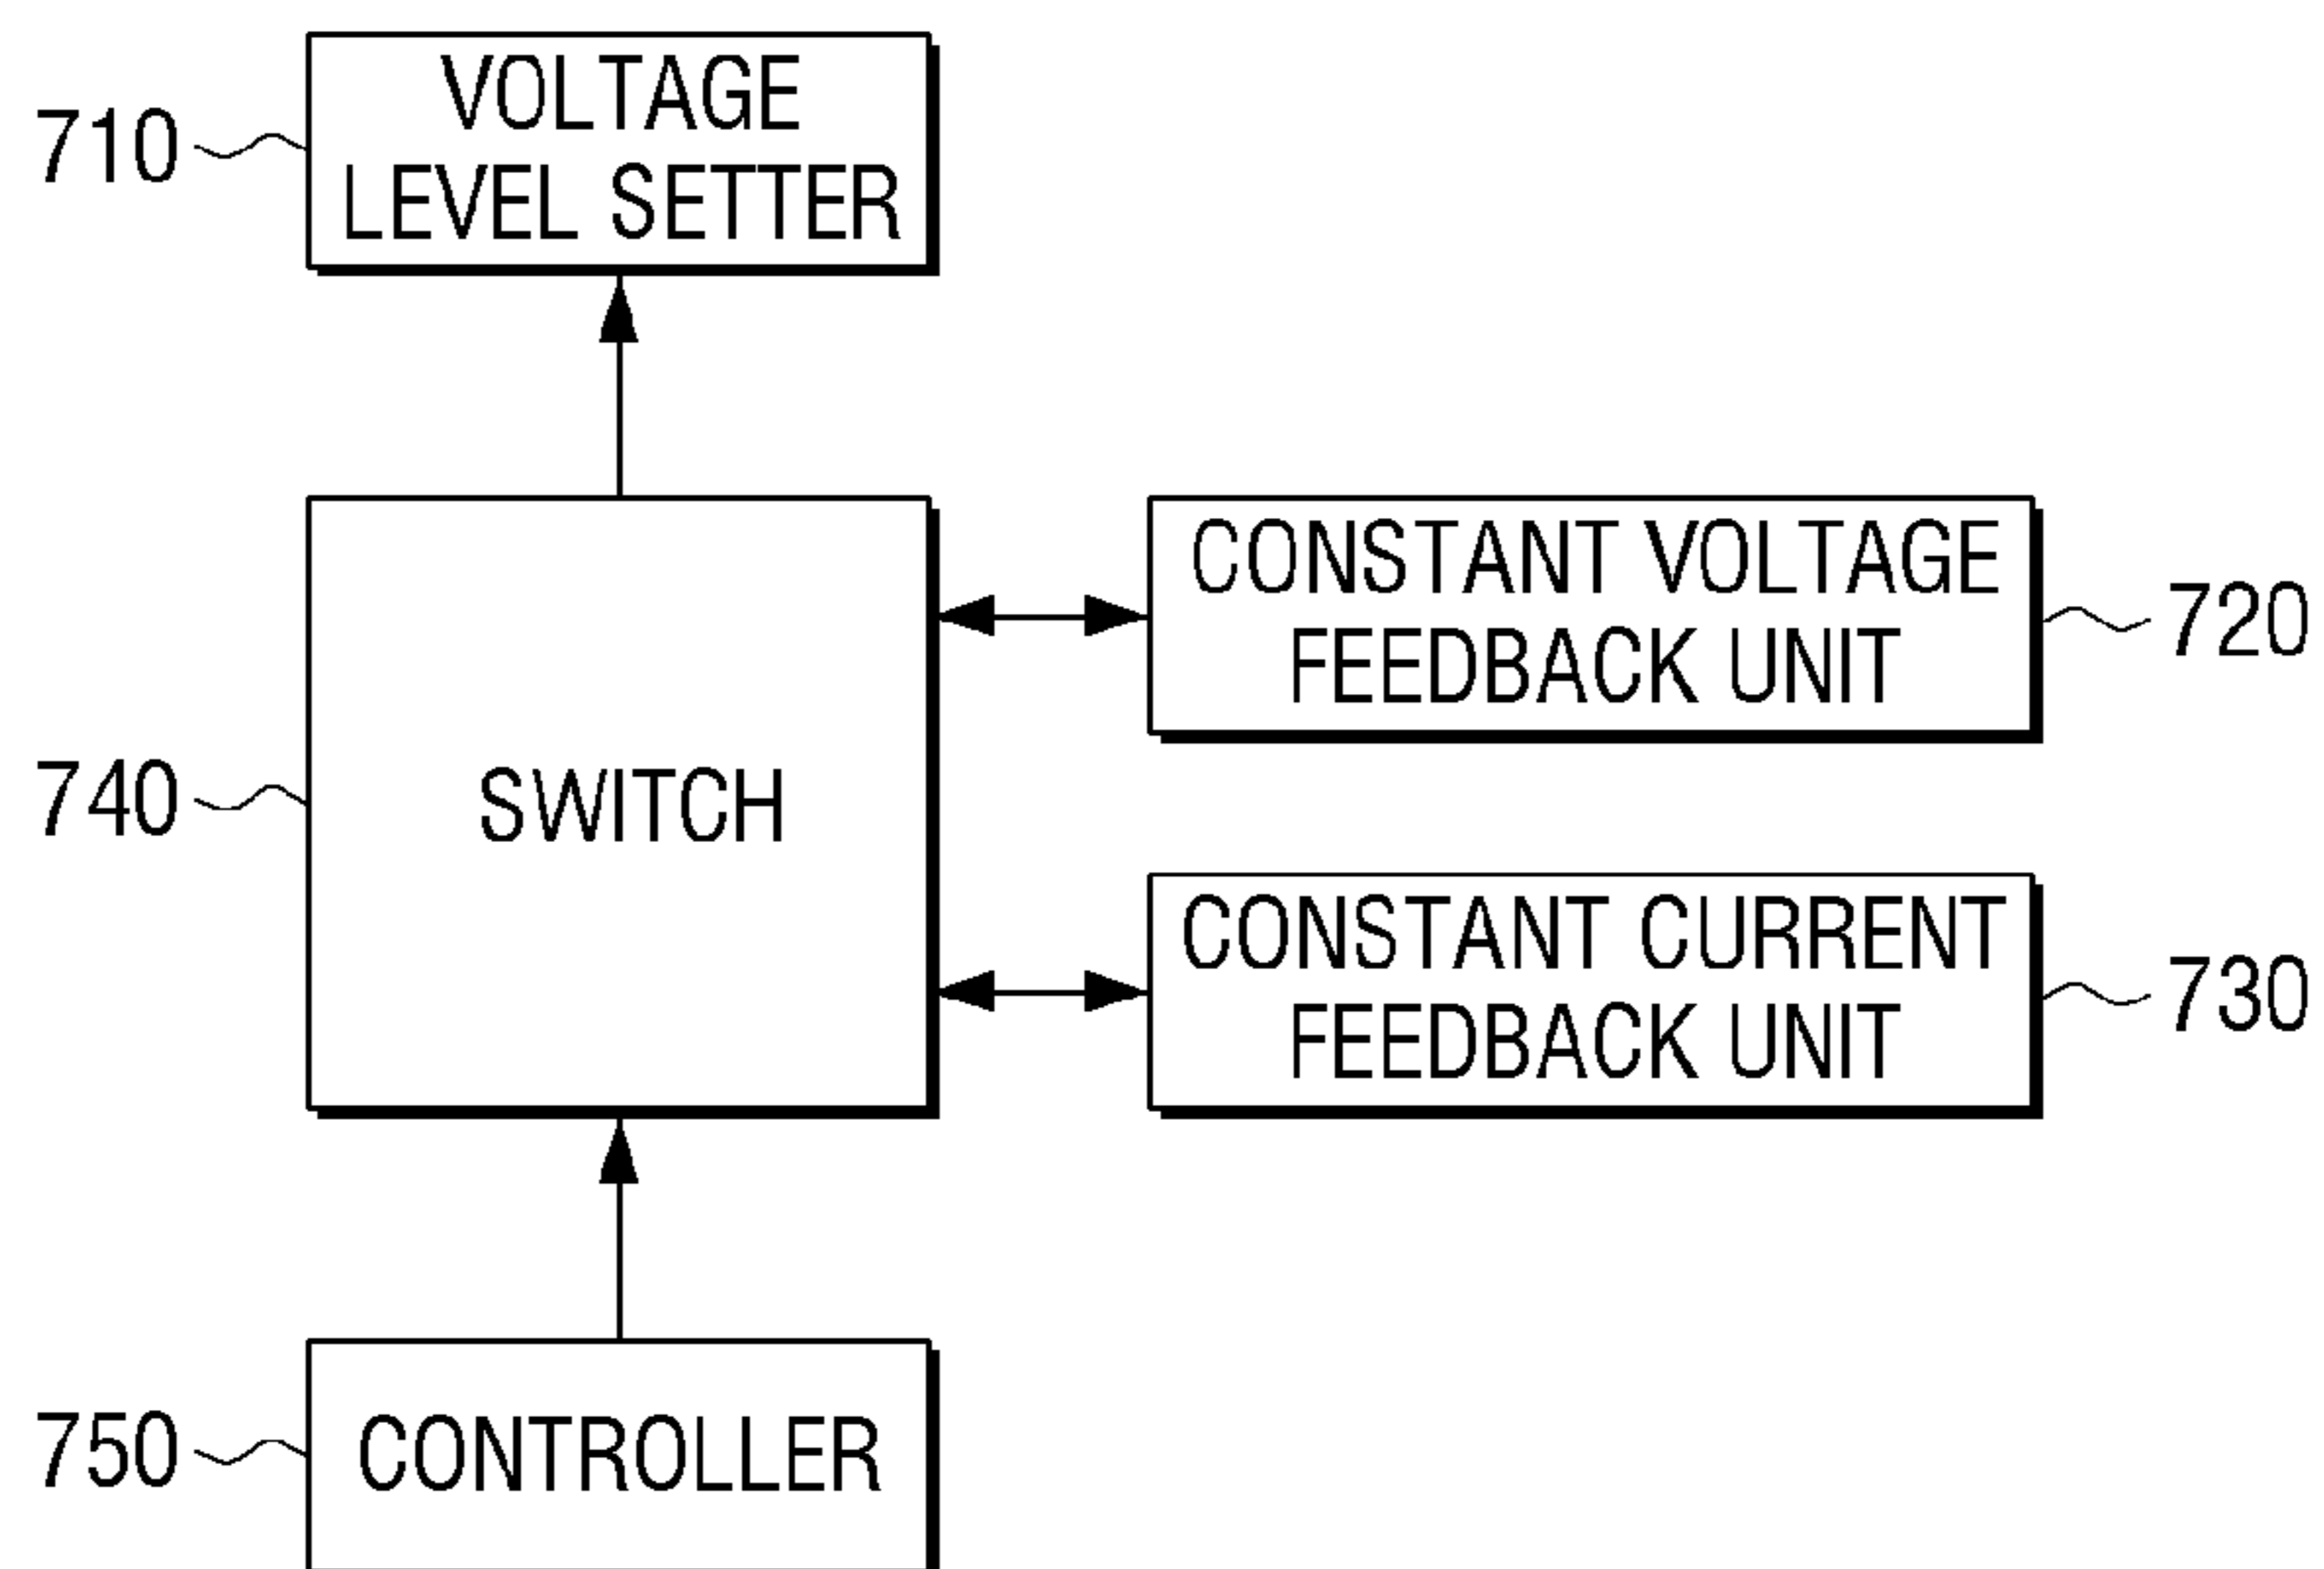 710
VOLTAGE
LEVEL SETTER
CONSTANT VOLTAGE
FEEDBACK UNIT
720
740
SWITCH
CONSTANT CURRENT
FEEDBACK UNIT
730
750
CONTROLLER